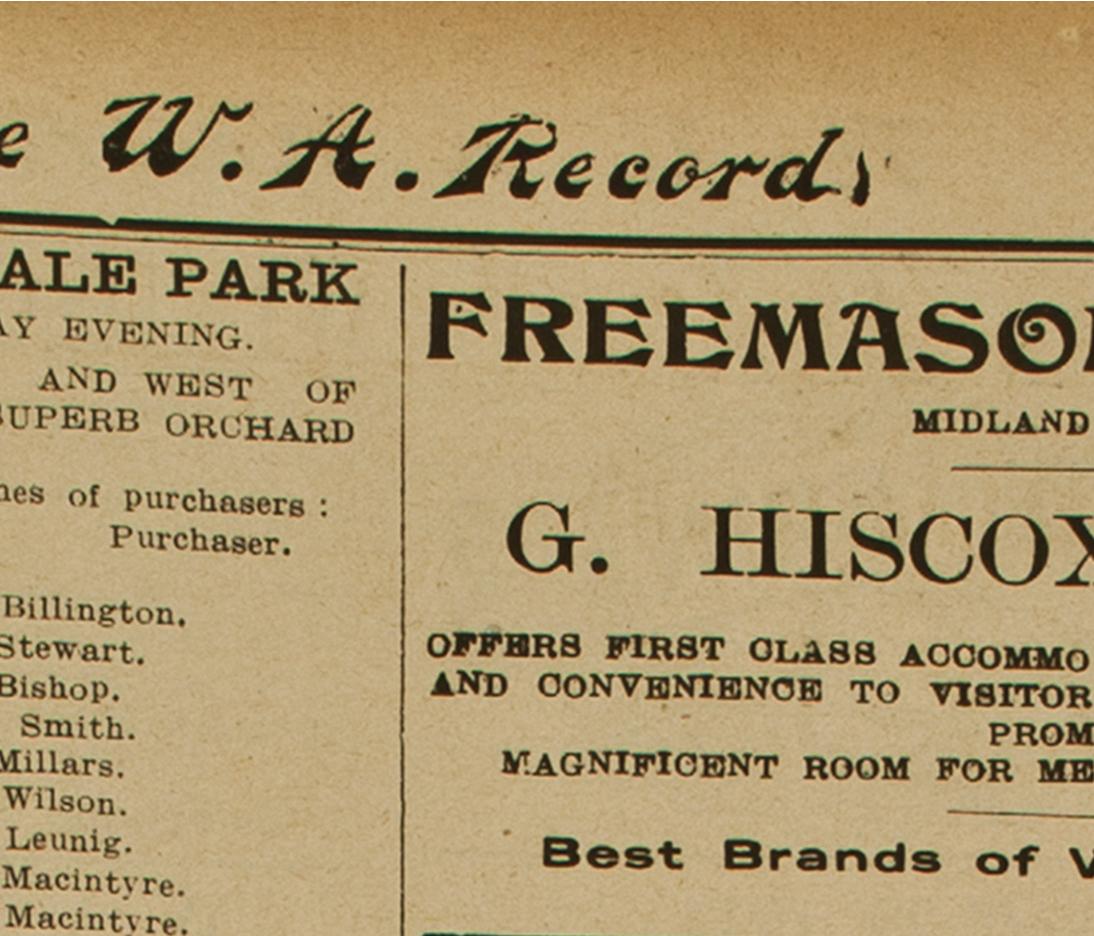 e W. A. Record,
ALE PARK
AY EVENING.
AND WEST OF
SUPERB ORCHARD
nes of purchasers :
Purchaser.
Billington.
Stewart.
Bishop.
Smith.
Millars.
Wilson.
Leunig.
Macintyre.
Macintyre.
FREEMASO
MIDLAND
G. HISCOX
OFFERS FIRST CLASS ACCOMMO
AND CONVENIENCE TO VISITOR
PROM
MAGNIFICENT ROOM FOR ME
Best Brands of V